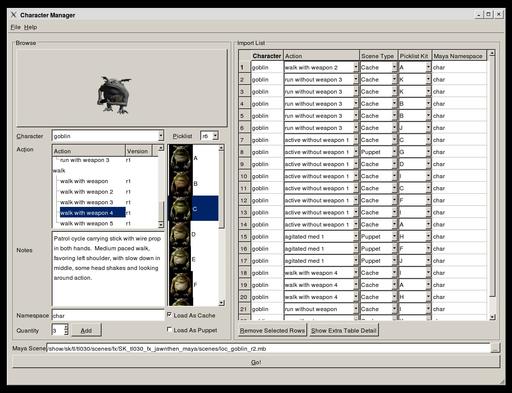 Character Manager
File Help
Browse
Character goblin Picklist r6
Action
Action Version
run with weapon 3 r1
walk
walk with weapon r1
walk with weapon 2 r1
walk with weapon 3 r1
walk with weapon 4 r1
walk with weapon 5 r1
A
B
C
D
E
F
Notes
Patrol cycle carrying stick with wire prop
in both hands. Medium paced walk,
favoring left shoulder, with slow down in
middle, some head shakes and looking
around action.
Namespace char
Load As Cache
Quantity 3 Add
Load As Puppet
Import List
Character Action Scene Type Picklist Kit Maya Namespace
1 goblin walk with weapon 2 Cache A char
2 goblin run without weapon 3 Cache K char
3 goblin run without weapon 3 Cache K char
4 goblin run without weapon 3 Cache B char
5 goblin run without weapon 3 Cache B char
6 goblin run without weapon 3 Cache J char
7 goblin active without weapon 1 Cache C char
8 goblin active without weapon 1 Puppet G char
9 goblin active without weapon 1 Cache D char
10 goblin active without weapon 1 Cache I char
11 goblin active without weapon 1 Cache C char
12 goblin active without weapon 1 Cache F char
13 goblin active without weapon 1 Cache I char
14 goblin active without weapon 1 Cache A char
15 goblin agitated med 1 Puppet H char
16 goblin agitated med 1 Puppet F char
17 goblin agitated med 1 Puppet J char
18 goblin walk with weapon 4 Cache I char
19 goblin walk with weapon 4 Cache A char
20 goblin walk with weapon 4 Cache H char
21 goblin run without weapon Cache I char
Remove Selected Rows Show Extra Table Detail
Maya Scene /show/sk/tl/tl030/scenes/fx/SK_tl030_fx_jawnthen_maya/scenes/loc_goblin_r2.mb ...
Go!